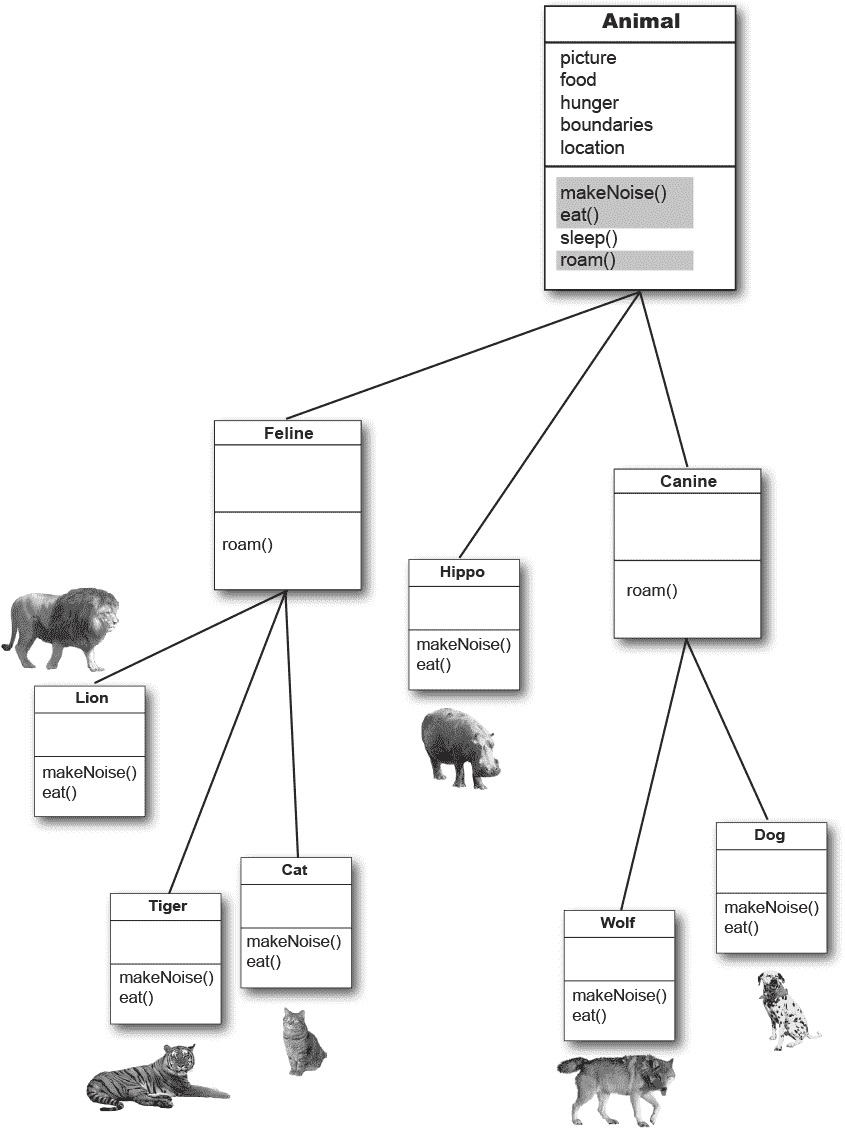 Animal
picture
food
hunger
boundaries
location
makeNoise()
eat()
sleep()
roam()
Feline
roam()
Canine
roam()
Hippo
makeNoise()
eat()
Lion
makeNoise()
eat()
Tiger
makeNoise()
eat()
Cat
makeNoise()
eat()
Wolf
makeNoise()
eat()
Dog
makeNoise()
eat()